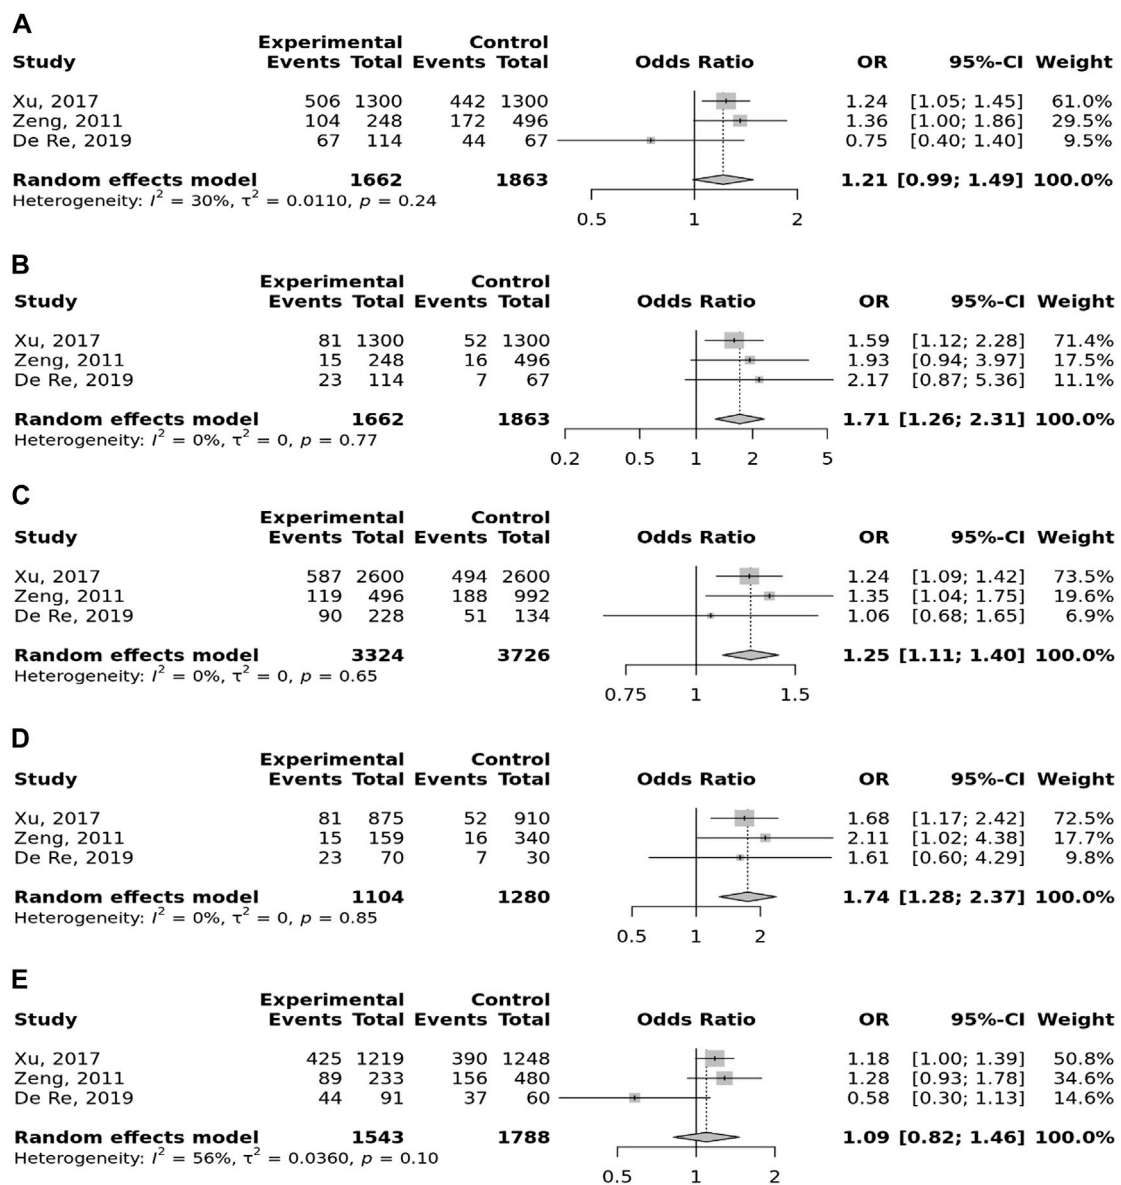 A
Experimental Control
Study Events Total Events Total Odds Ratio OR 95%-CI Weight
Xu, 2017 506 1300 442 1300 1.24 [1.05; 1.45] 61.0%
Zeng, 2011 104 248 172 496 1.36 [1.00; 1.86] 29.5%
De Re, 2019 67 114 44 67 0.75 [0.40; 1.40] 9.5%
Random effects model 1662 1863 1.21 [0.99; 1.49] 100.0%
Heterogeneity: I² = 30%, τ² = 0.0110, p = 0.24
0.5 1 2
B
Experimental Control
Study Events Total Events Total Odds Ratio OR 95%-CI Weight
Xu, 2017 81 1300 52 1300 1.59 [1.12; 2.28] 71.4%
Zeng, 2011 15 248 16 496 1.93 [0.94; 3.97] 17.5%
De Re, 2019 23 114 7 67 2.17 [0.87; 5.36] 11.1%
Random effects model 1662 1863 1.71 [1.26; 2.31] 100.0%
Heterogeneity: I² = 0%, τ² = 0, p = 0.77
0.2 0.5 1 2 5
C
Experimental Control
Study Events Total Events Total Odds Ratio OR 95%-CI Weight
Xu, 2017 587 2600 494 2600 1.24 [1.09; 1.42] 73.5%
Zeng, 2011 119 496 188 992 1.35 [1.04; 1.75] 19.6%
De Re, 2019 90 228 51 134 1.06 [0.68; 1.65] 6.9%
Random effects model 3324 3726 1.25 [1.11; 1.40] 100.0%
Heterogeneity: I² = 0%, τ² = 0, p = 0.65
0.75 1 1.5
D
Experimental Control
Study Events Total Events Total Odds Ratio OR 95%-CI Weight
Xu, 2017 81 875 52 910 1.68 [1.17; 2.42] 72.5%
Zeng, 2011 15 159 16 340 2.11 [1.02; 4.38] 17.7%
De Re, 2019 23 70 7 30 1.61 [0.60; 4.29] 9.8%
Random effects model 1104 1280 1.74 [1.28; 2.37] 100.0%
Heterogeneity: I² = 0%, τ² = 0, p = 0.85
0.5 1 2
E
Experimental Control
Study Events Total Events Total Odds Ratio OR 95%-CI Weight
Xu, 2017 425 1219 390 1248 1.18 [1.00; 1.39] 50.8%
Zeng, 2011 89 233 156 480 1.28 [0.93; 1.78] 34.6%
De Re, 2019 44 91 37 60 0.58 [0.30; 1.13] 14.6%
Random effects model 1543 1788 1.09 [0.82; 1.46] 100.0%
Heterogeneity: I² = 56%, τ² = 0.0360, p = 0.10
0.5 1 2